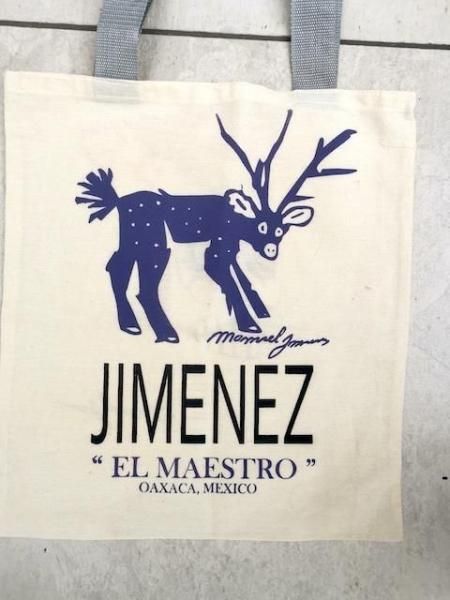 Manuel Jimenez
JIMENEZ
“ EL MAESTRO ”
OAXACA, MEXICO